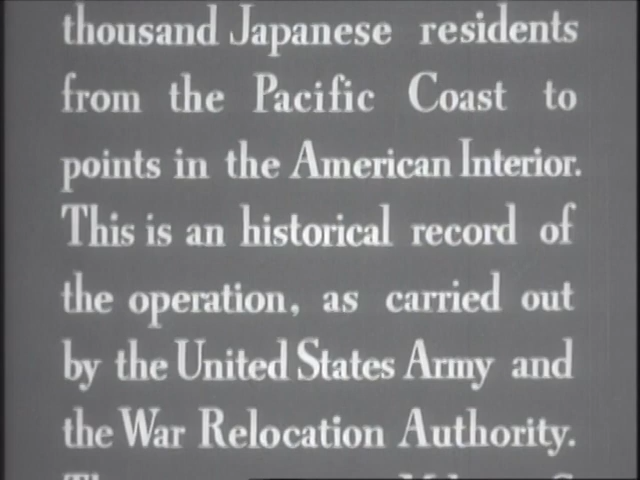 thousand Japanese residents
from the Pacific Coast to
points in the American Interior.
This is an historical record of
the operation, as carried out
by the United States Army and
the War Relocation Authority.